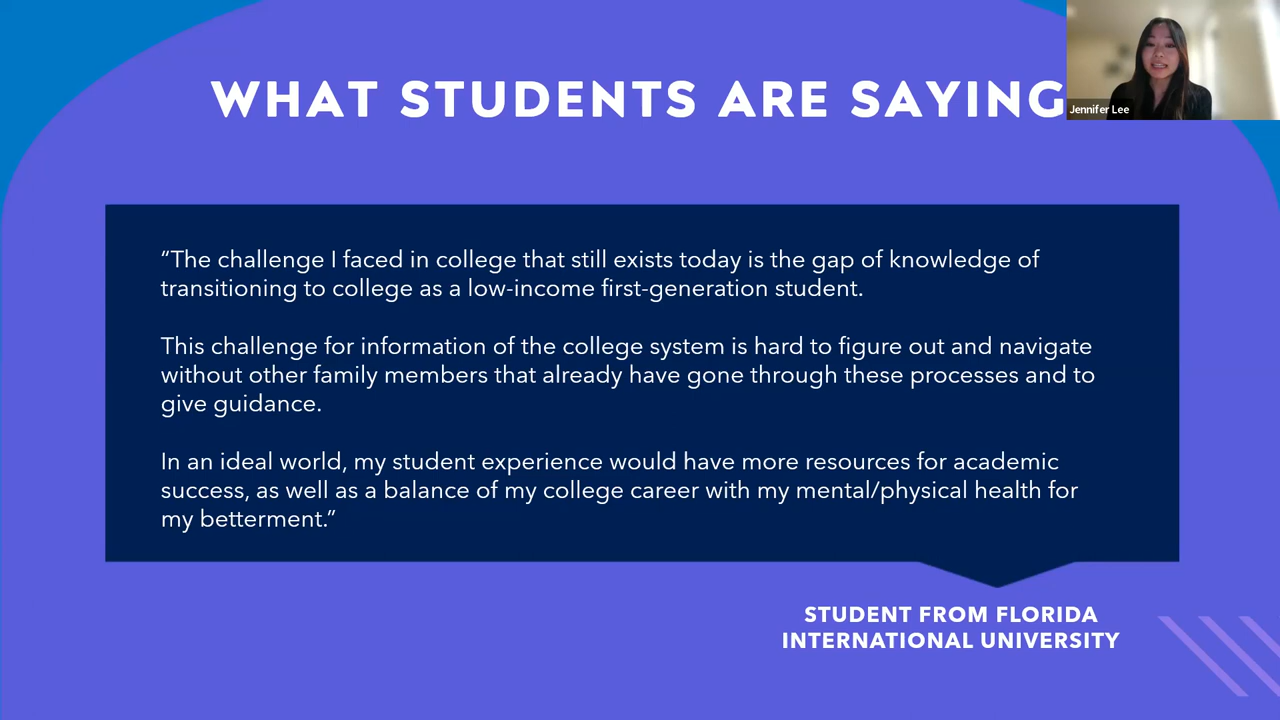 WHAT STUDENTS ARE SAYING
Jennifer Lee
“The challenge I faced in college that still exists today is the gap of knowledge of
transitioning to college as a low-income first-generation student.
This challenge for information of the college system is hard to figure out and navigate
without other family members that already have gone through these processes and to
give guidance.
In an ideal world, my student experience would have more resources for academic
success, as well as a balance of my college career with my mental/physical health for
my betterment.”
STUDENT FROM FLORIDA
INTERNATIONAL UNIVERSITY